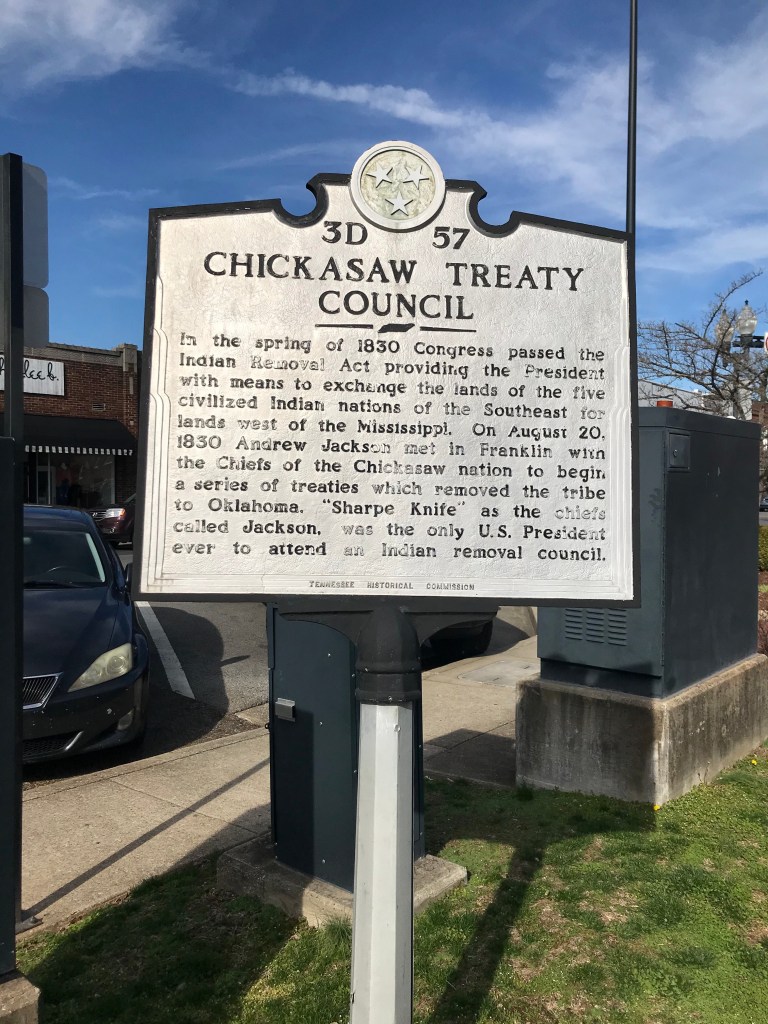 3D 57
CHICKASAW TREATY
COUNCIL
In the spring of 1830 Congress passed the
Indian Removal Act providing the President
with means to exchange the lands of the five
civilized Indian nations of the Southeast for
lands west of the Mississippi. On August 20,
1830 Andrew Jackson met in Franklin with
the Chiefs of the Chickasaw nation to begin
a series of treaties which removed the tribe
to Oklahoma. "Sharpe Knife" as the chiefs
called Jackson, was the only U.S. President
ever to attend an Indian removal council.
TENNESSEE HISTORICAL COMMISSION